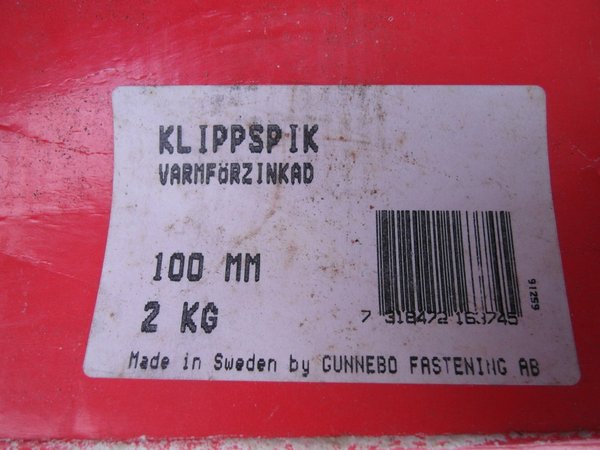 KLIPPSPIK
VARMFÖRZINKAD
100 MM
2 KG
91259
7 318472 163745
Made in Sweden by GUNNEBO FASTENING AB